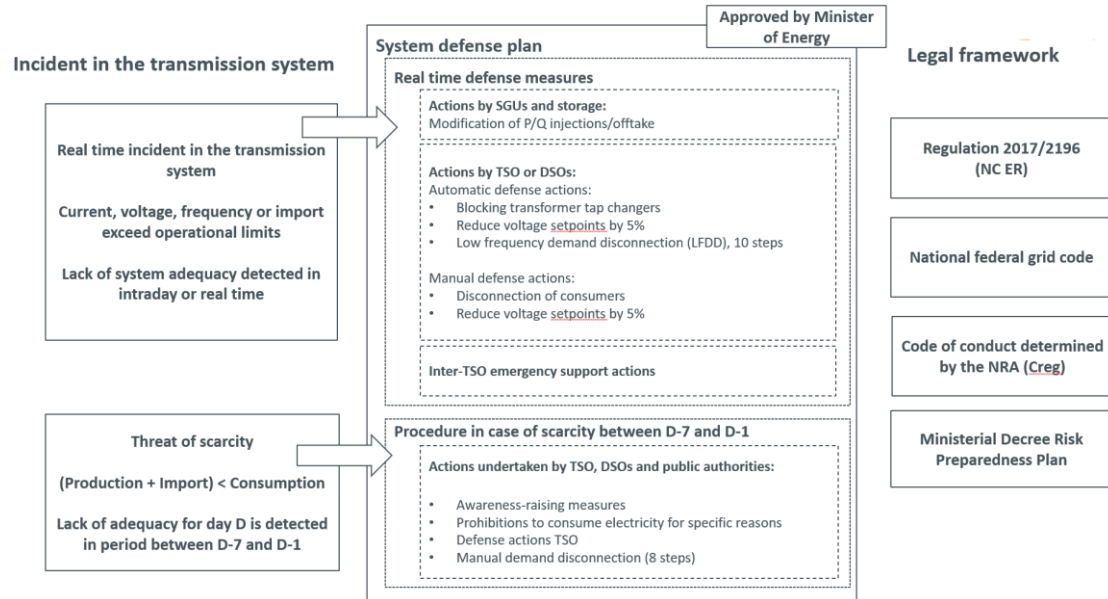 Approved by Minister
of Energy
Incident in the transmission system
System defense plan
Legal framework
Real time incident in the transmission
system
Current, voltage, frequency or import
exceed operational limits
Lack of system adequacy detected in
intraday or real time
Real time defense measures
Actions by SGUs and storage:
Modification of P/Q injections/offtake
Actions by TSO or DSOs:
Automatic defense actions:
• Blocking transformer tap changers
• Reduce voltage setpoints by 5%
• Low frequency demand disconnection (LFDD), 10 steps
Manual defense actions:
• Disconnection of consumers
• Reduce voltage setpoints by 5%
Inter-TSO emergency support actions
Threat of scarcity
(Production + Import) < Consumption
Lack of adequacy for day D is detected
in period between D-7 and D-1
Procedure in case of scarcity between D-7 and D-1
Actions undertaken by TSO, DSOs and public authorities:
• Awareness-raising measures
• Prohibitions to consume electricity for specific reasons
• Defense actions TSO
• Manual demand disconnection (8 steps)
Regulation 2017/2196
(NC ER)
National federal grid code
Code of conduct determined
by the NRA (Creg)
Ministerial Decree Risk
Preparedness Plan